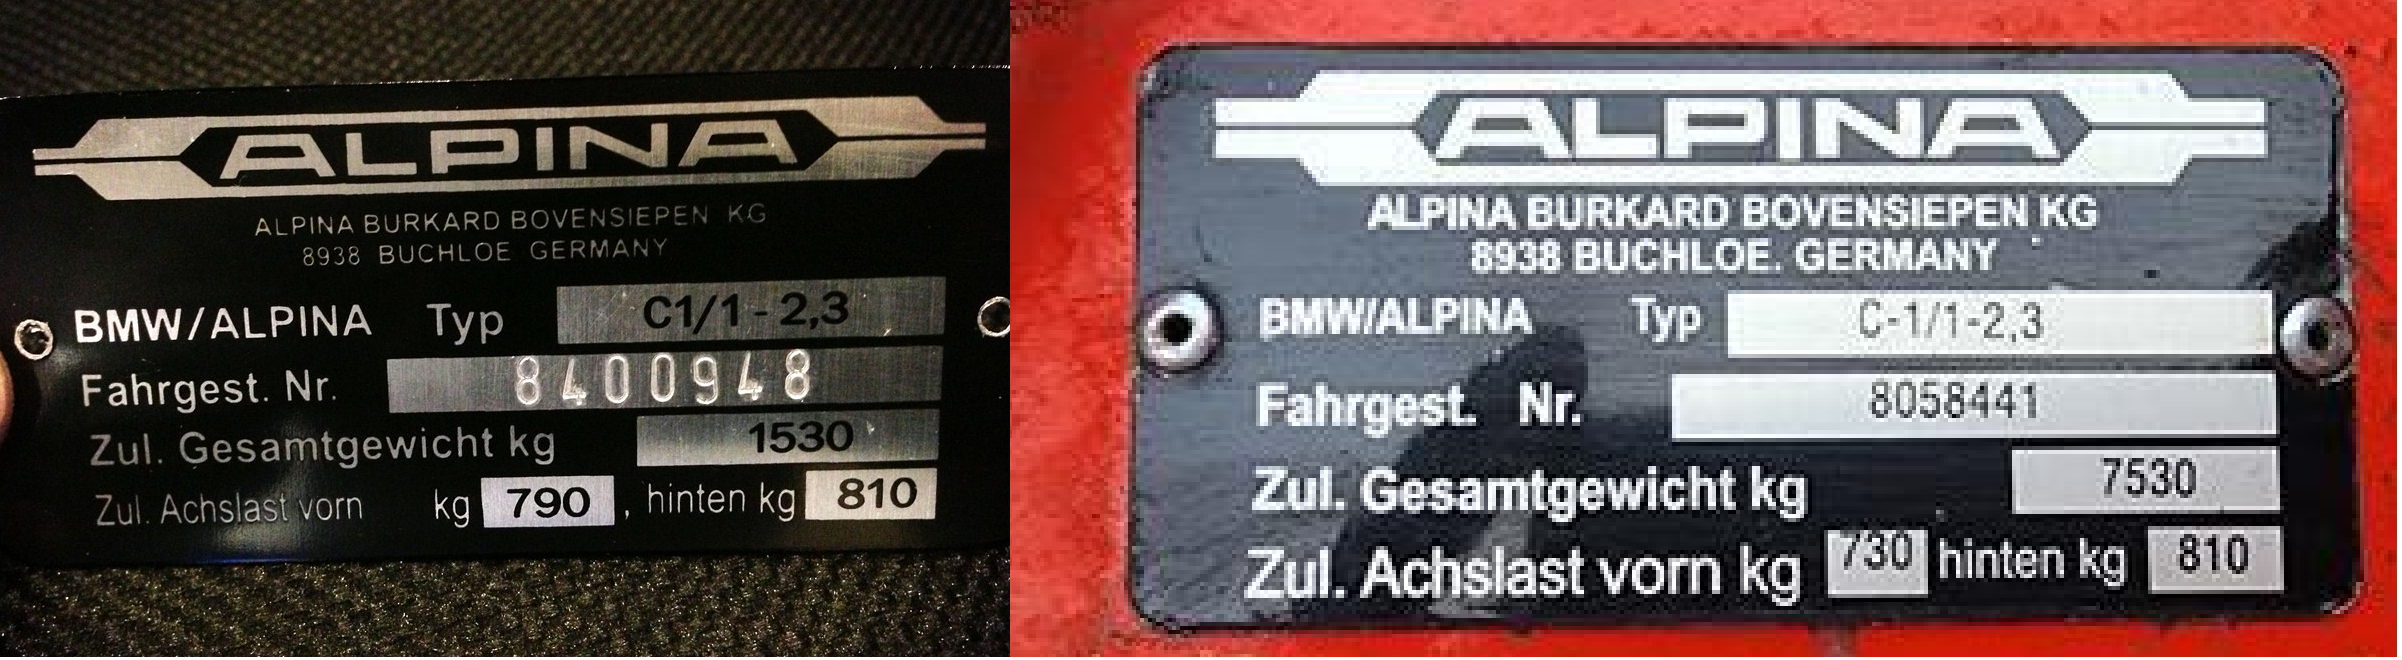 ALPINA
ALPINA BURKARD BOVENSIEPEN KG
8938 BUCHLOE GERMANY
BMW/ALPINA Typ C1/1-2,3
Fahrgest. Nr. 8400948
Zul. Gesamtgewicht kg 1530
Zul. Achslast vorn kg 790, hinten kg 810
ALPINA
ALPINA BURKARD BOVENSIEPEN KG
8938 BUCHLOE. GERMANY
BMW/ALPINA Typ C-1/1-2,3
Fahrgest. Nr. 8058441
Zul. Gesamtgewicht kg 7530
Zul. Achslast vorn kg 730 hinten kg 810